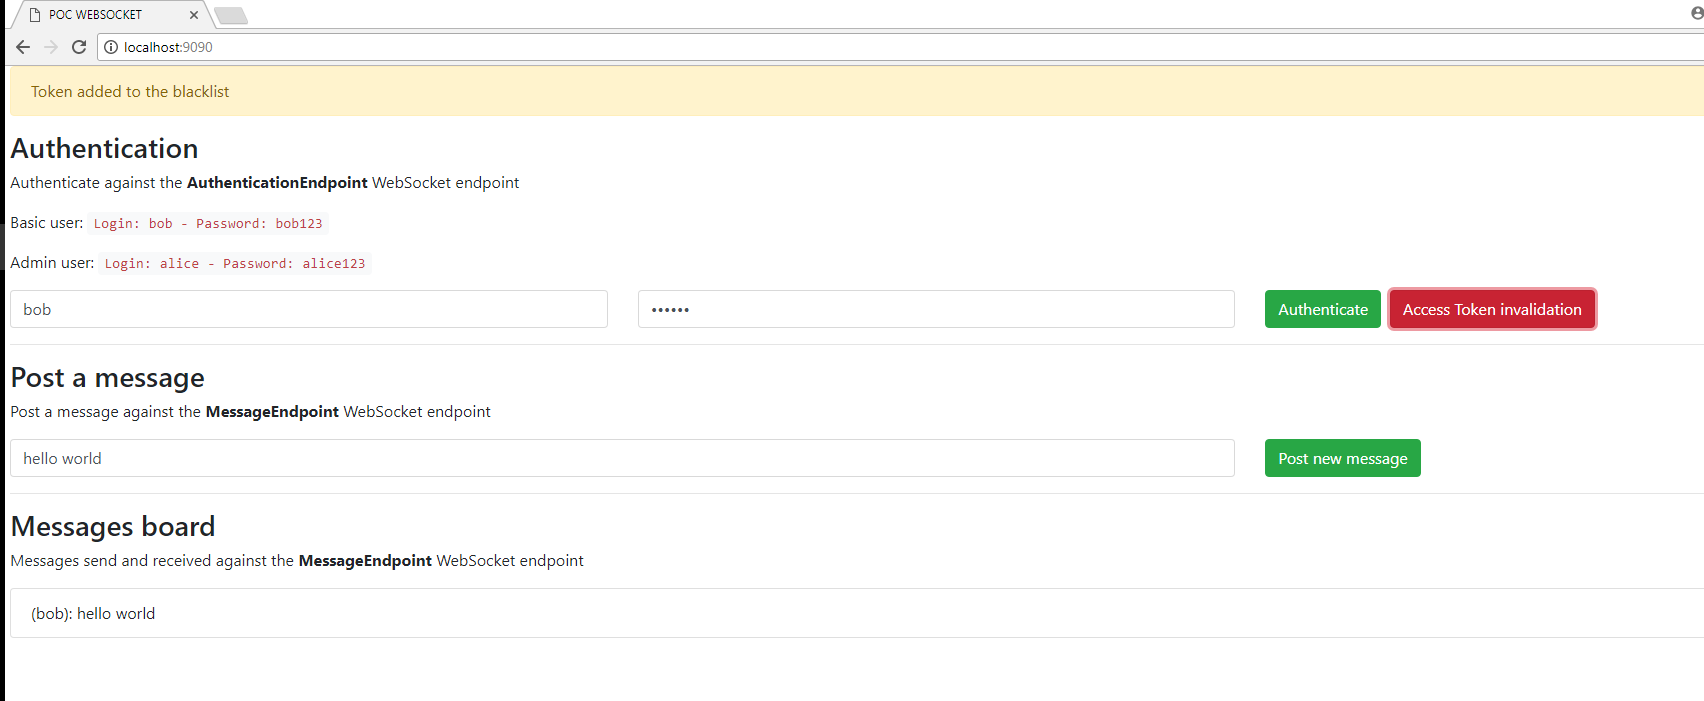 POC WEBSOCKET
localhost:9090
Token added to the blacklist
Authentication
Authenticate against the AuthenticationEndpoint WebSocket endpoint
Basic user: Login: bob - Password: bob123
Admin user: Login: alice - Password: alice123
bob •••••• Authenticate Access Token invalidation
Post a message
Post a message against the MessageEndpoint WebSocket endpoint
hello world Post new message
Messages board
Messages send and received against the MessageEndpoint WebSocket endpoint
(bob): hello world